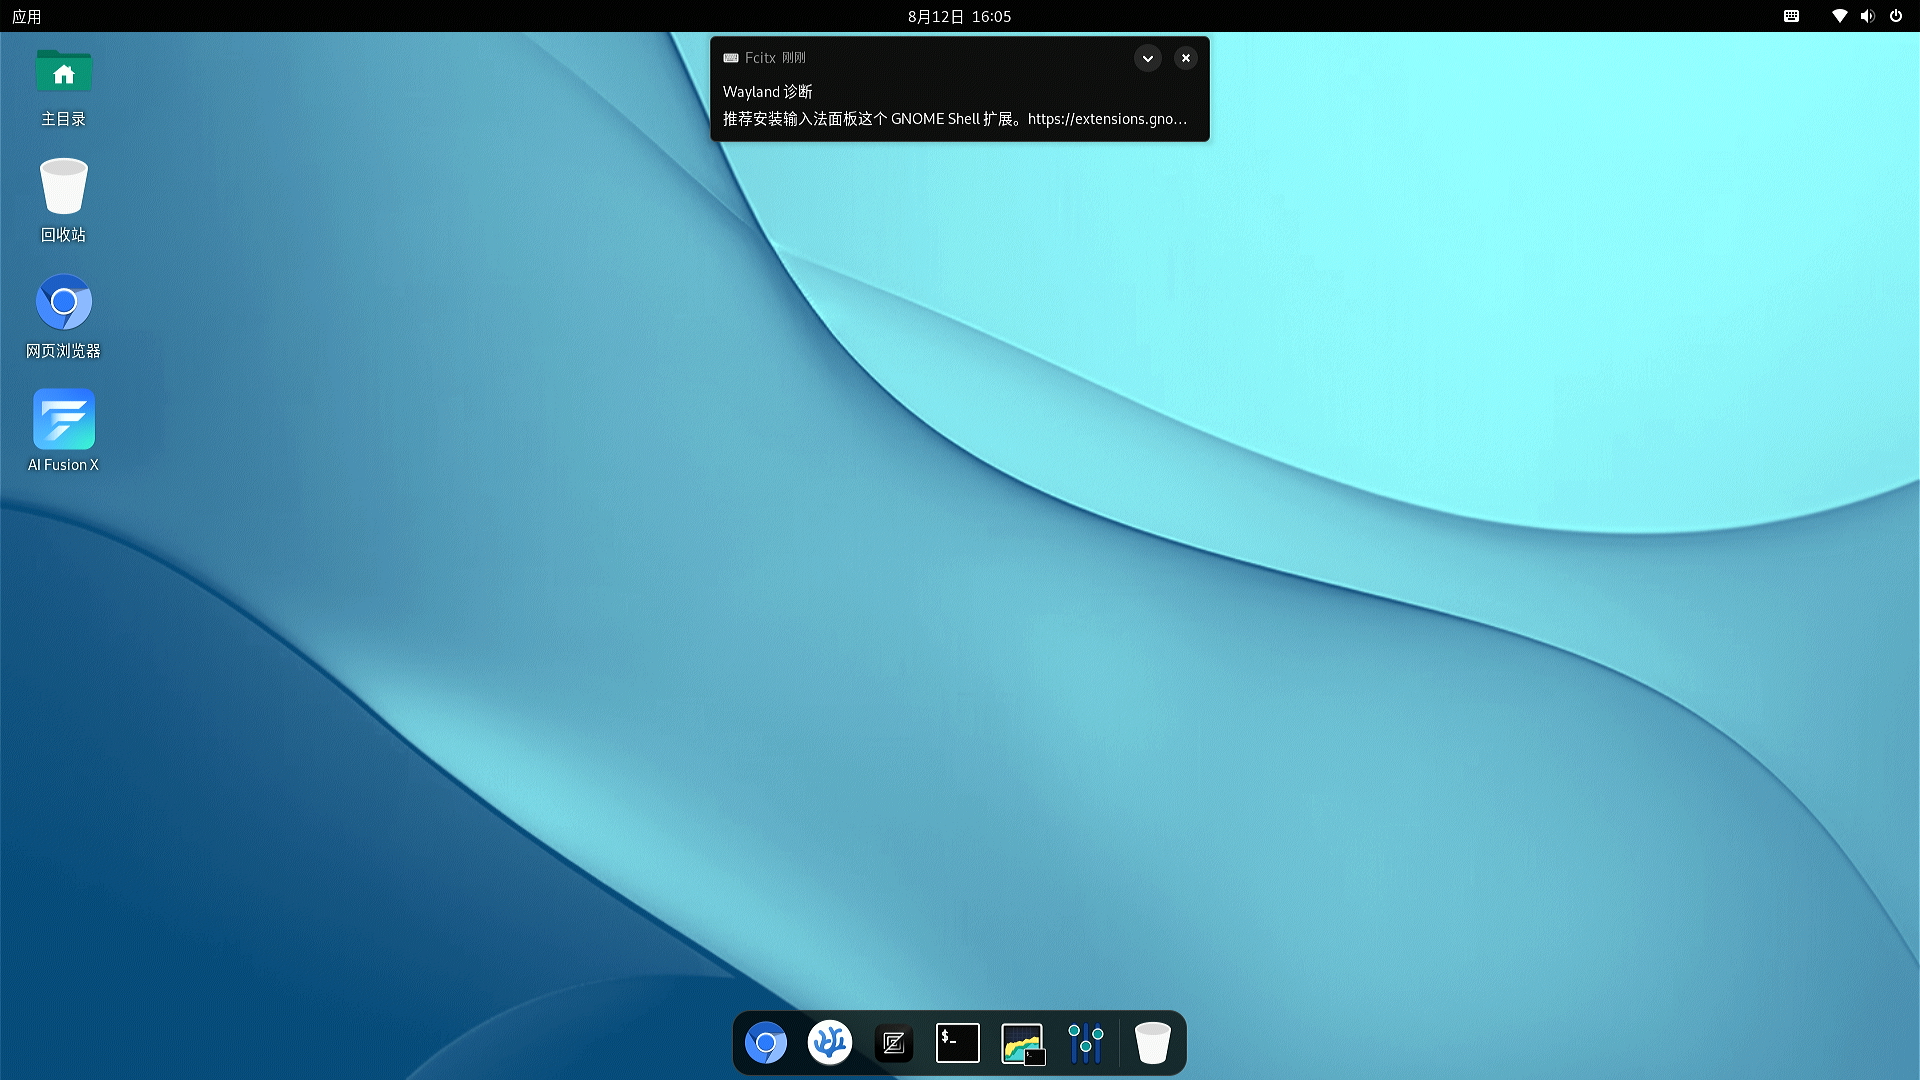 应用
8月12日 16:05
Fcitx 刚刚
Wayland 诊断
推荐安装输入法面板这个 GNOME Shell 扩展。https://extensions.gno...
主目录
回收站
网页浏览器
AI Fusion X
$_